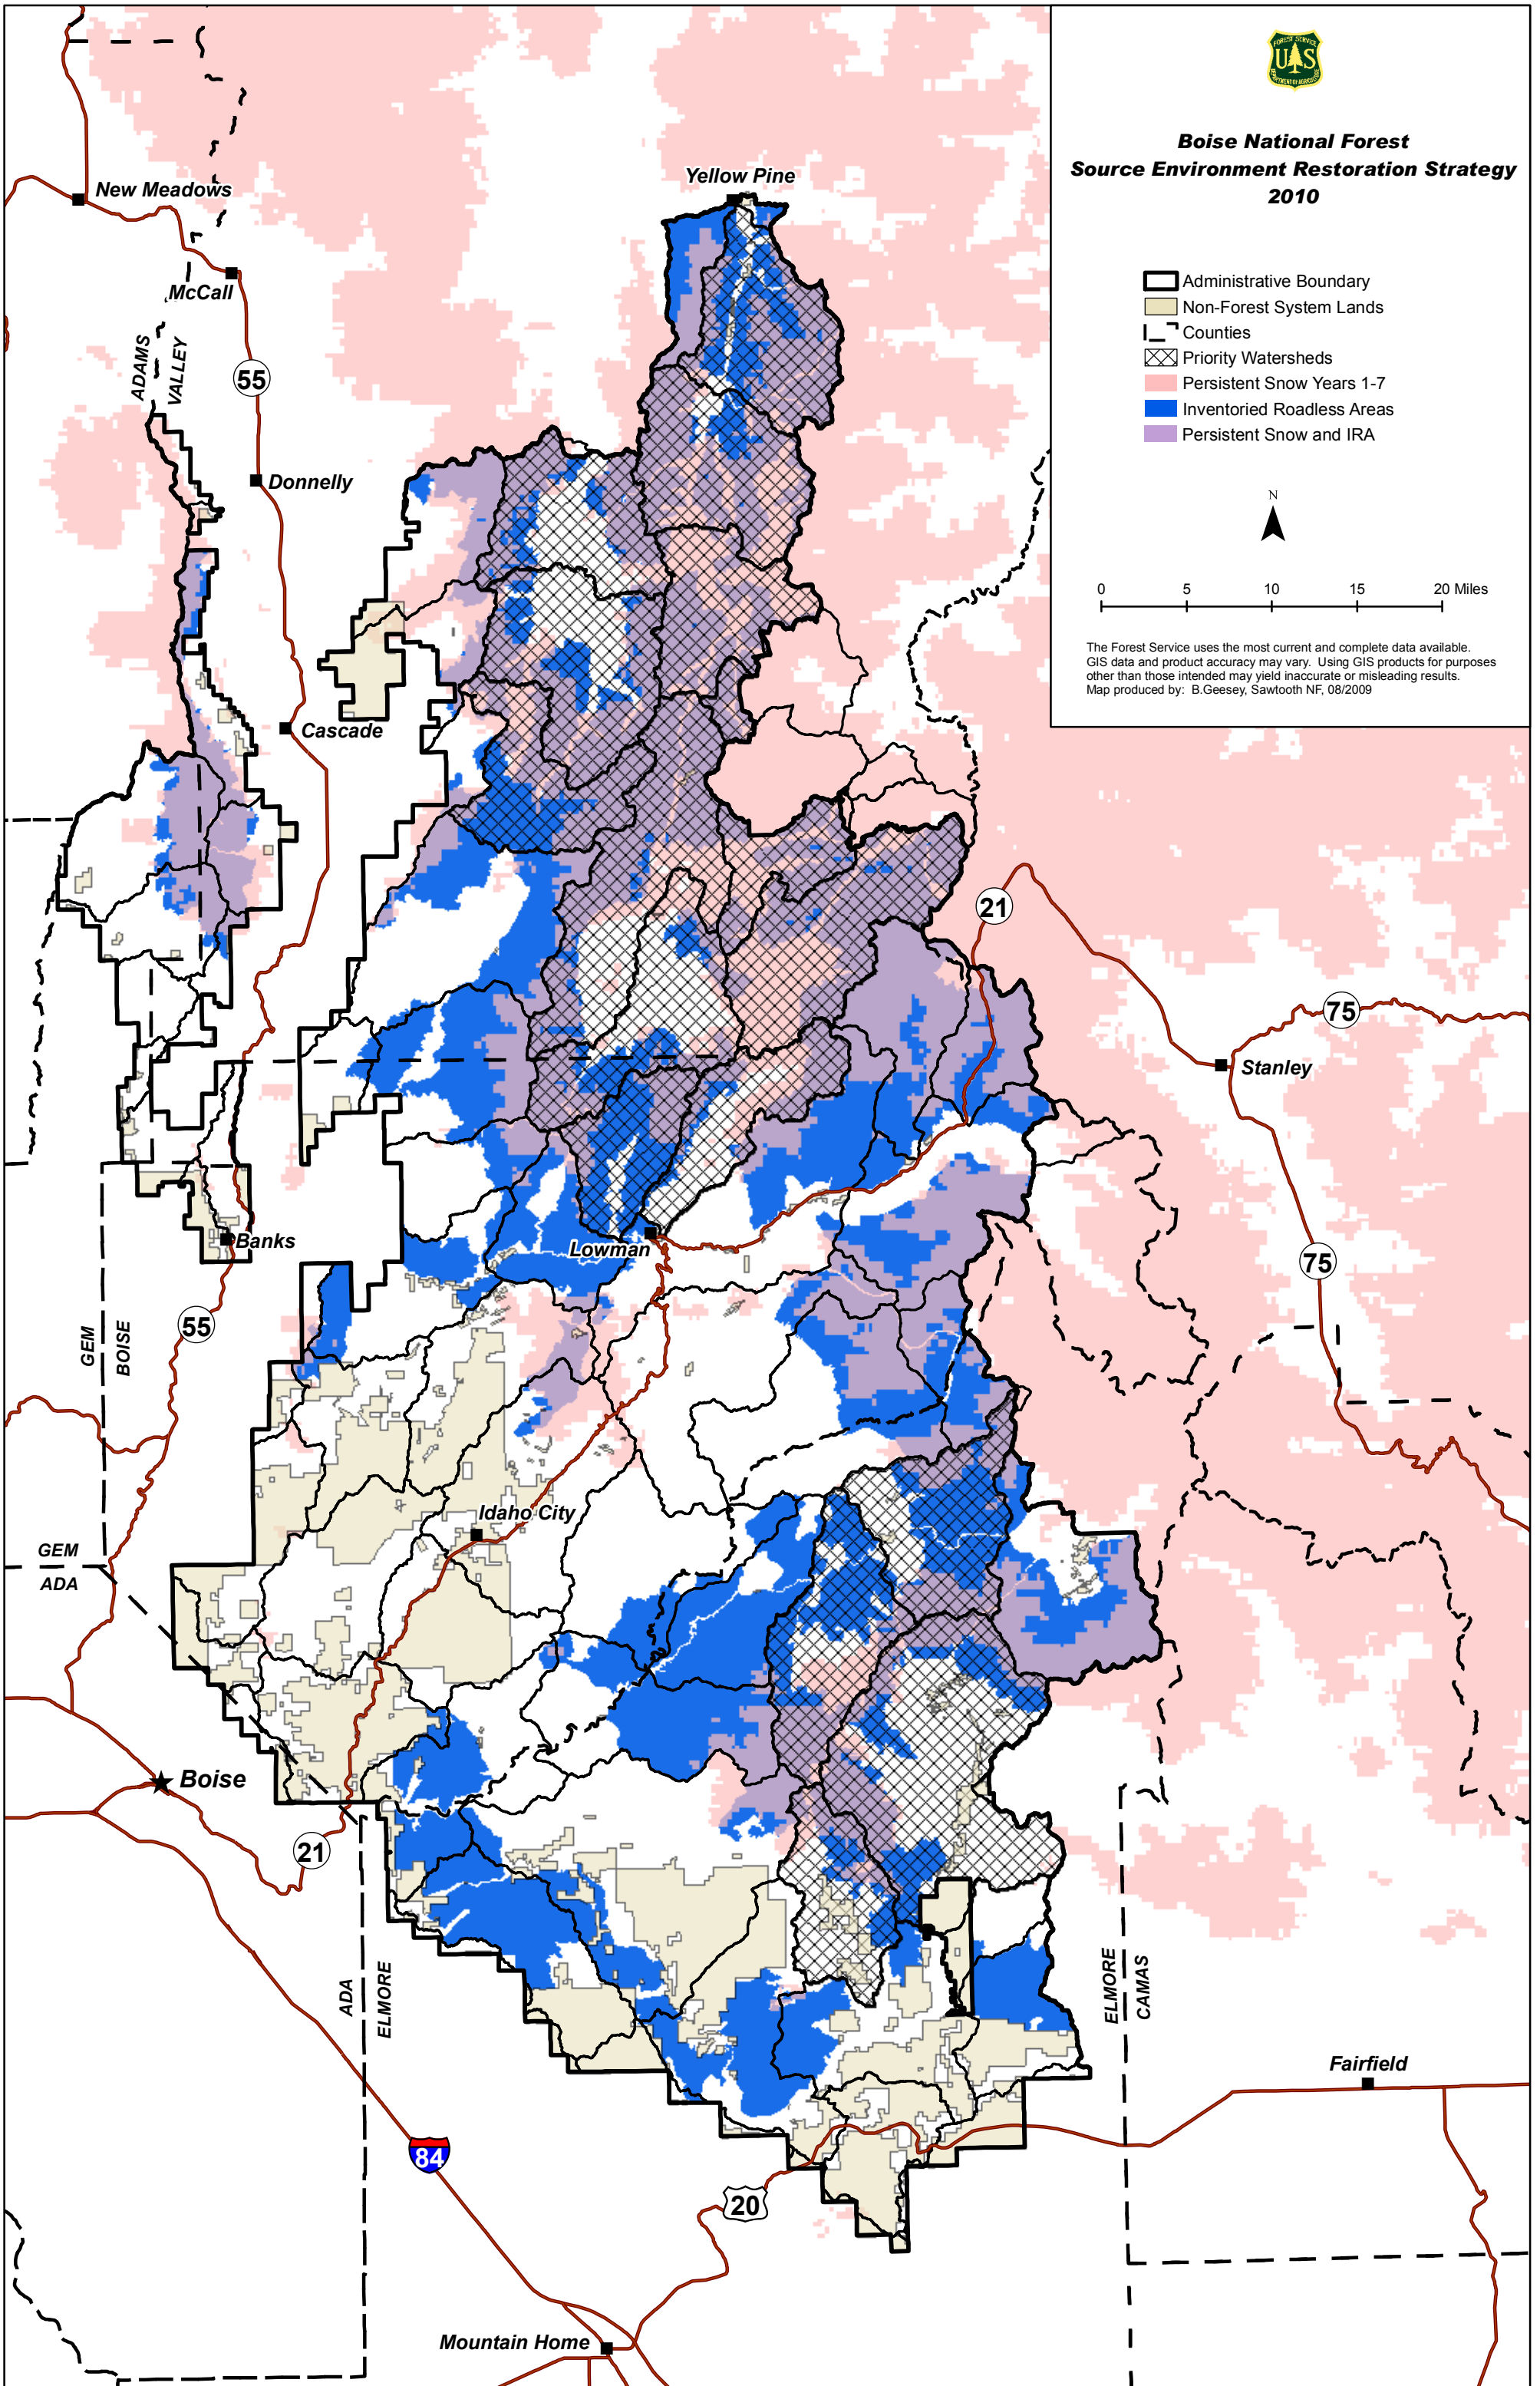 FOREST SERVICE
U S
DEPARTMENT OF AGRICULTURE
Boise National Forest
Source Environment Restoration Strategy
2010
Administrative Boundary
Non-Forest System Lands
Counties
Priority Watersheds
Persistent Snow Years 1-7
Inventoried Roadless Areas
Persistent Snow and IRA
N
0 5 10 15 20 Miles
The Forest Service uses the most current and complete data available.
GIS data and product accuracy may vary. Using GIS products for purposes
other than those intended may yield inaccurate or misleading results.
Map produced by: B.Geesey, Sawtooth NF, 08/2009
Yellow Pine
New Meadows
McCall
ADAMS
VALLEY
55
Donnelly
Cascade
21
75
Stanley
Banks
Lowman
75
55
GEM
BOISE
Idaho City
GEM
ADA
Boise
21
ADA
ELMORE
ELMORE
CAMAS
Fairfield
84
20
Mountain Home